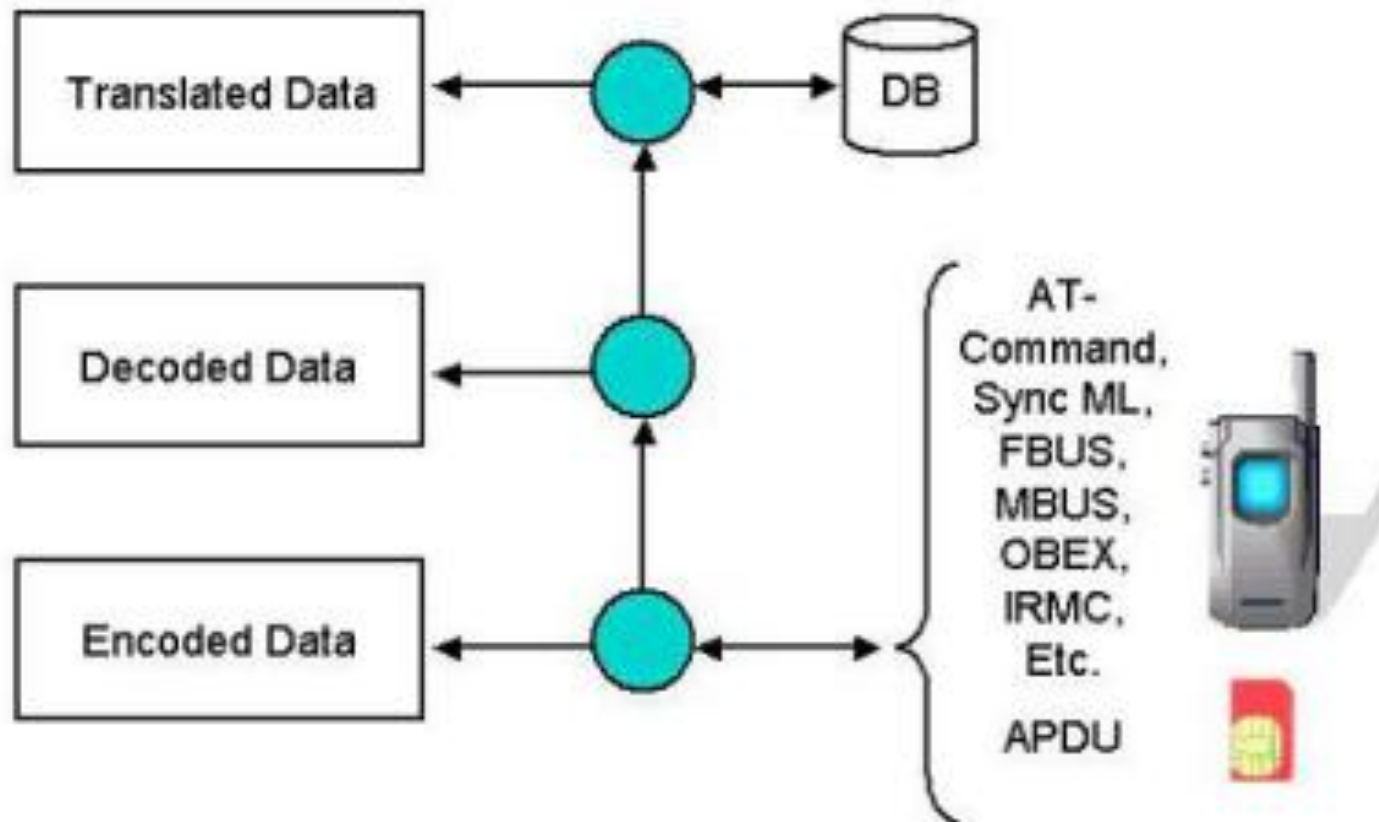 Translated Data
DB
Decoded Data
Encoded Data
AT-
Command,
Sync ML,
FBUS,
MBUS,
OBEX,
IRMC,
Etc.
APDU